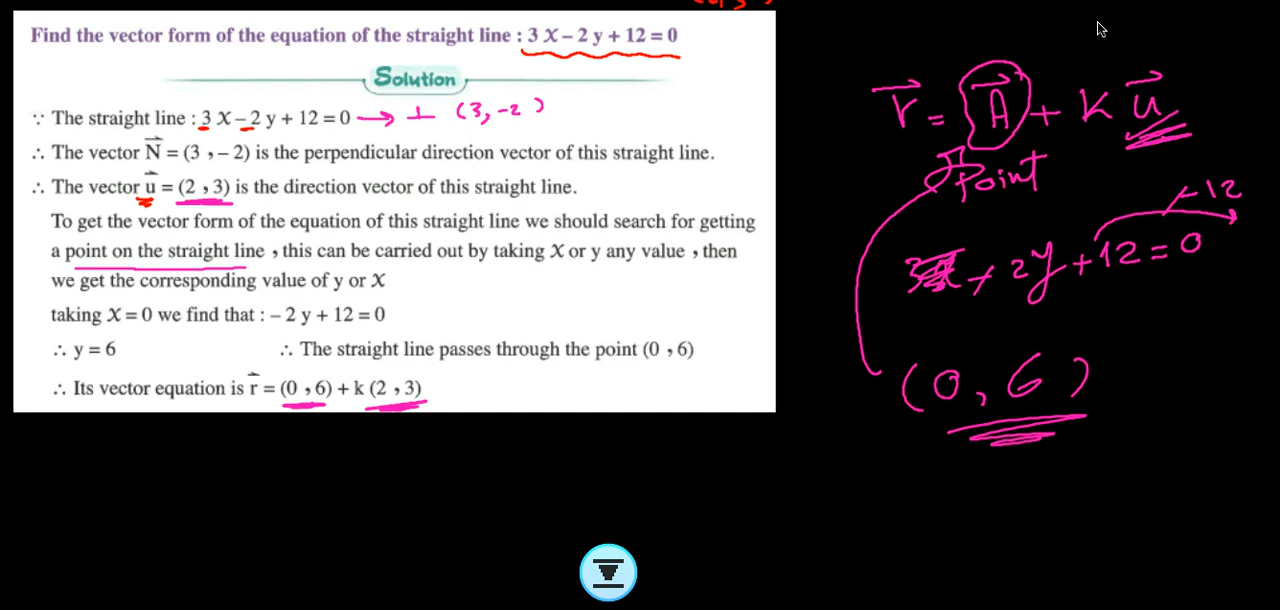 Find the vector form of the equation of the straight line : 3 X – 2 y + 12 = 0
Solution
∵ The straight line : 3 X – 2 y + 12 = 0 → ⊥ (3, -2)
∴ The vector N⃗ = (3 , – 2) is the perpendicular direction vector of this straight line.
∴ The vector u⃗ = (2 , 3) is the direction vector of this straight line.
To get the vector form of the equation of this straight line we should search for getting
a point on the straight line , this can be carried out by taking X or y any value , then
we get the corresponding value of y or X
taking X = 0 we find that : – 2 y + 12 = 0
∴ y = 6 ∴ The straight line passes through the point (0 , 6)
∴ Its vector equation is r⃗ = (0 , 6) + k (2 , 3)
r⃗ = A⃗ + K u⃗
Point
-12
2y + 12 = 0
(0, 6)